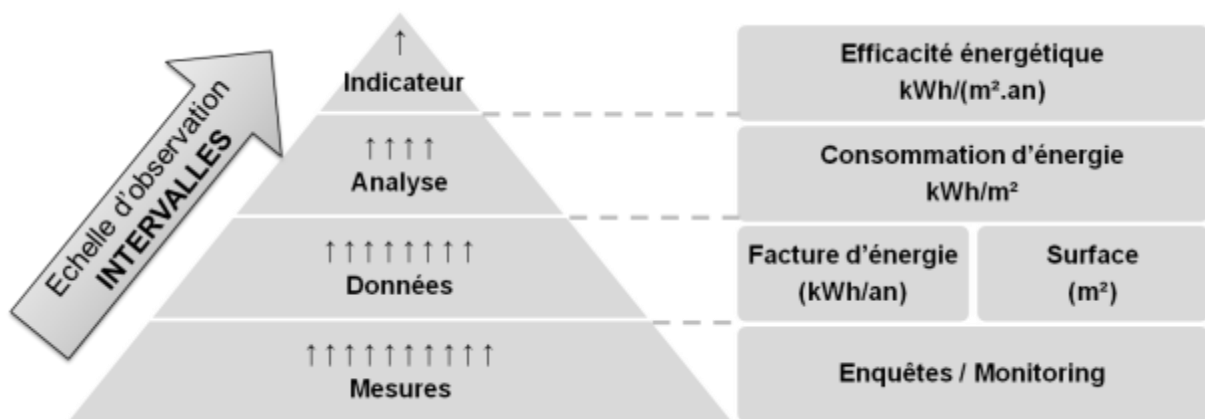 Echelle d'observation
INTERVALLES
↑
Indicateur
↑ ↑ ↑ ↑
Analyse
↑ ↑ ↑ ↑ ↑ ↑ ↑ ↑
Données
↑ ↑ ↑ ↑ ↑ ↑ ↑ ↑ ↑ ↑
Mesures
Efficacité énergétique
kWh/(m².an)
Consommation d'énergie
kWh/m²
Facture d'énergie
(kWh/an)
Surface
(m²)
Enquêtes / Monitoring